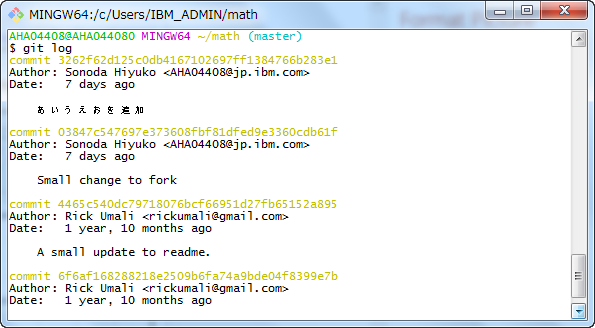 MINGW64:/c/Users/IBM_ADMIN/math
AHA04408@AHA044080 MINGW64 ~/math (master)
$ git log
commit 3262f62d125c0db4167102697ff1384766b283e1
Author: Sonoda Hiyuko <AHA04408@jp.ibm.com>
Date:   7 days ago
あいうえおを追加
commit 03847c547697e373608fbf81dfed9e3360cdb61f
Author: Sonoda Hiyuko <AHA04408@jp.ibm.com>
Date:   7 days ago
Small change to fork
commit 4465c540dc79718076bcf66951d27fb65152a895
Author: Rick Umali <rickumali@gmail.com>
Date:   1 year, 10 months ago
A small update to readme.
commit 6f6af168288218e2509b6fa74a9bde04f8399e7b
Author: Rick Umali <rickumali@gmail.com>
Date:   1 year, 10 months ago